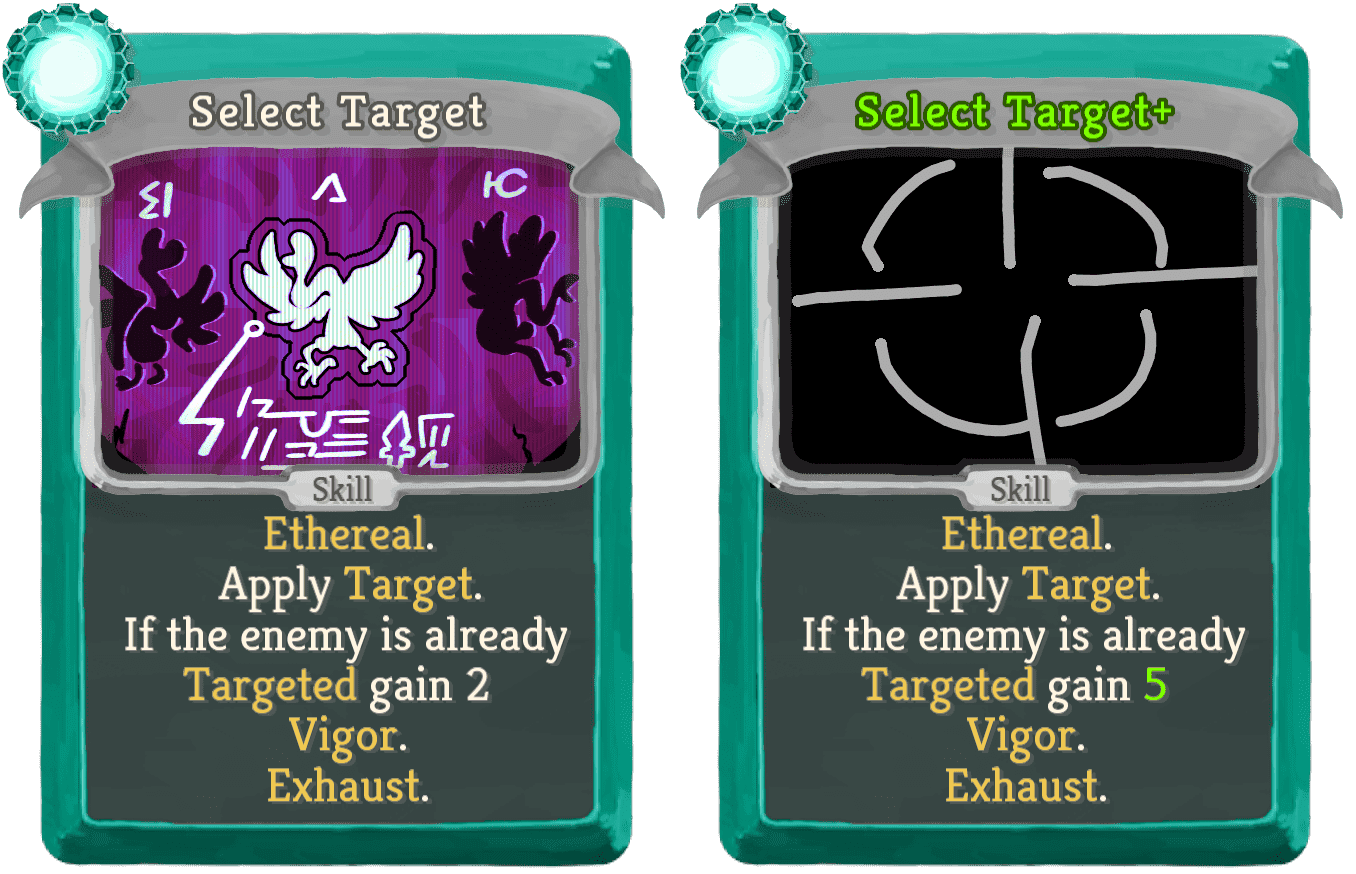 Select Target
Skill
Ethereal.
Apply Target.
If the enemy is already
Targeted gain 2
Vigor.
Exhaust.
Select Target+
Skill
Ethereal.
Apply Target.
If the enemy is already
Targeted gain 5
Vigor.
Exhaust.